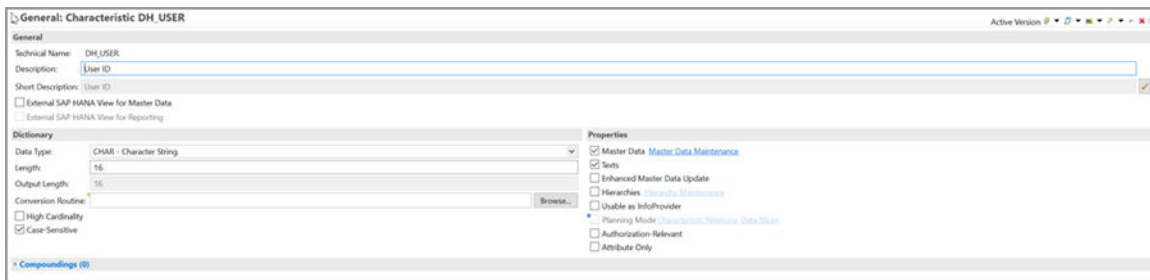 General: Characteristic DH_USER
Active Version
General
Technical Name: DH_USER
Description: User ID
Short Description: User ID
External SAP HANA View for Master Data
External SAP HANA View for Reporting
Dictionary
Data Type: CHAR - Character String
Length: 16
Output Length: 16
Conversion Routine: Browse...
High Cardinality
Case-Sensitive
Properties
Master Data Master Data Maintenance
Texts
Enhanced Master Data Update
Hierarchies Hierarchy Maintenance
Usable as InfoProvider
Planning Mode Characteristic Relations Data Slices
Authorization-Relevant
Attribute Only
Compoundings (0)